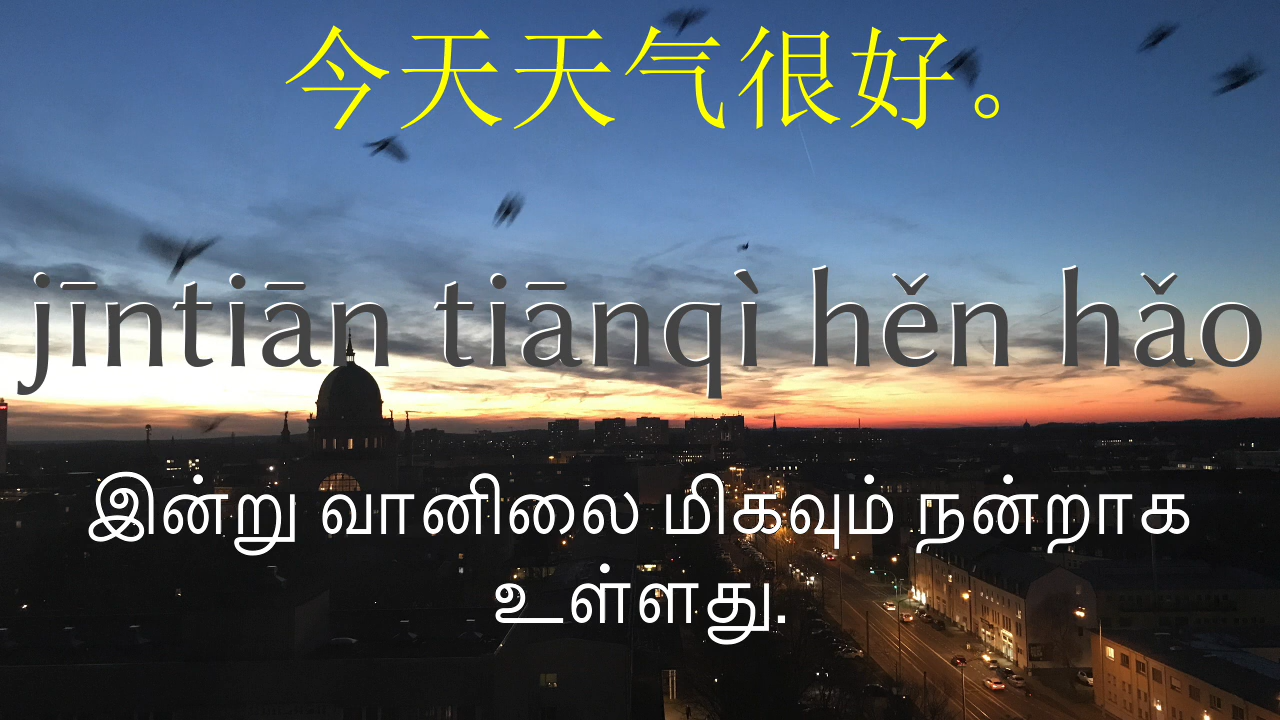 今天天气很好。
jīntiān tiānqì hěn hǎo
இன்று வானிலை மிகவும் நன்றாக
உள்ளது.